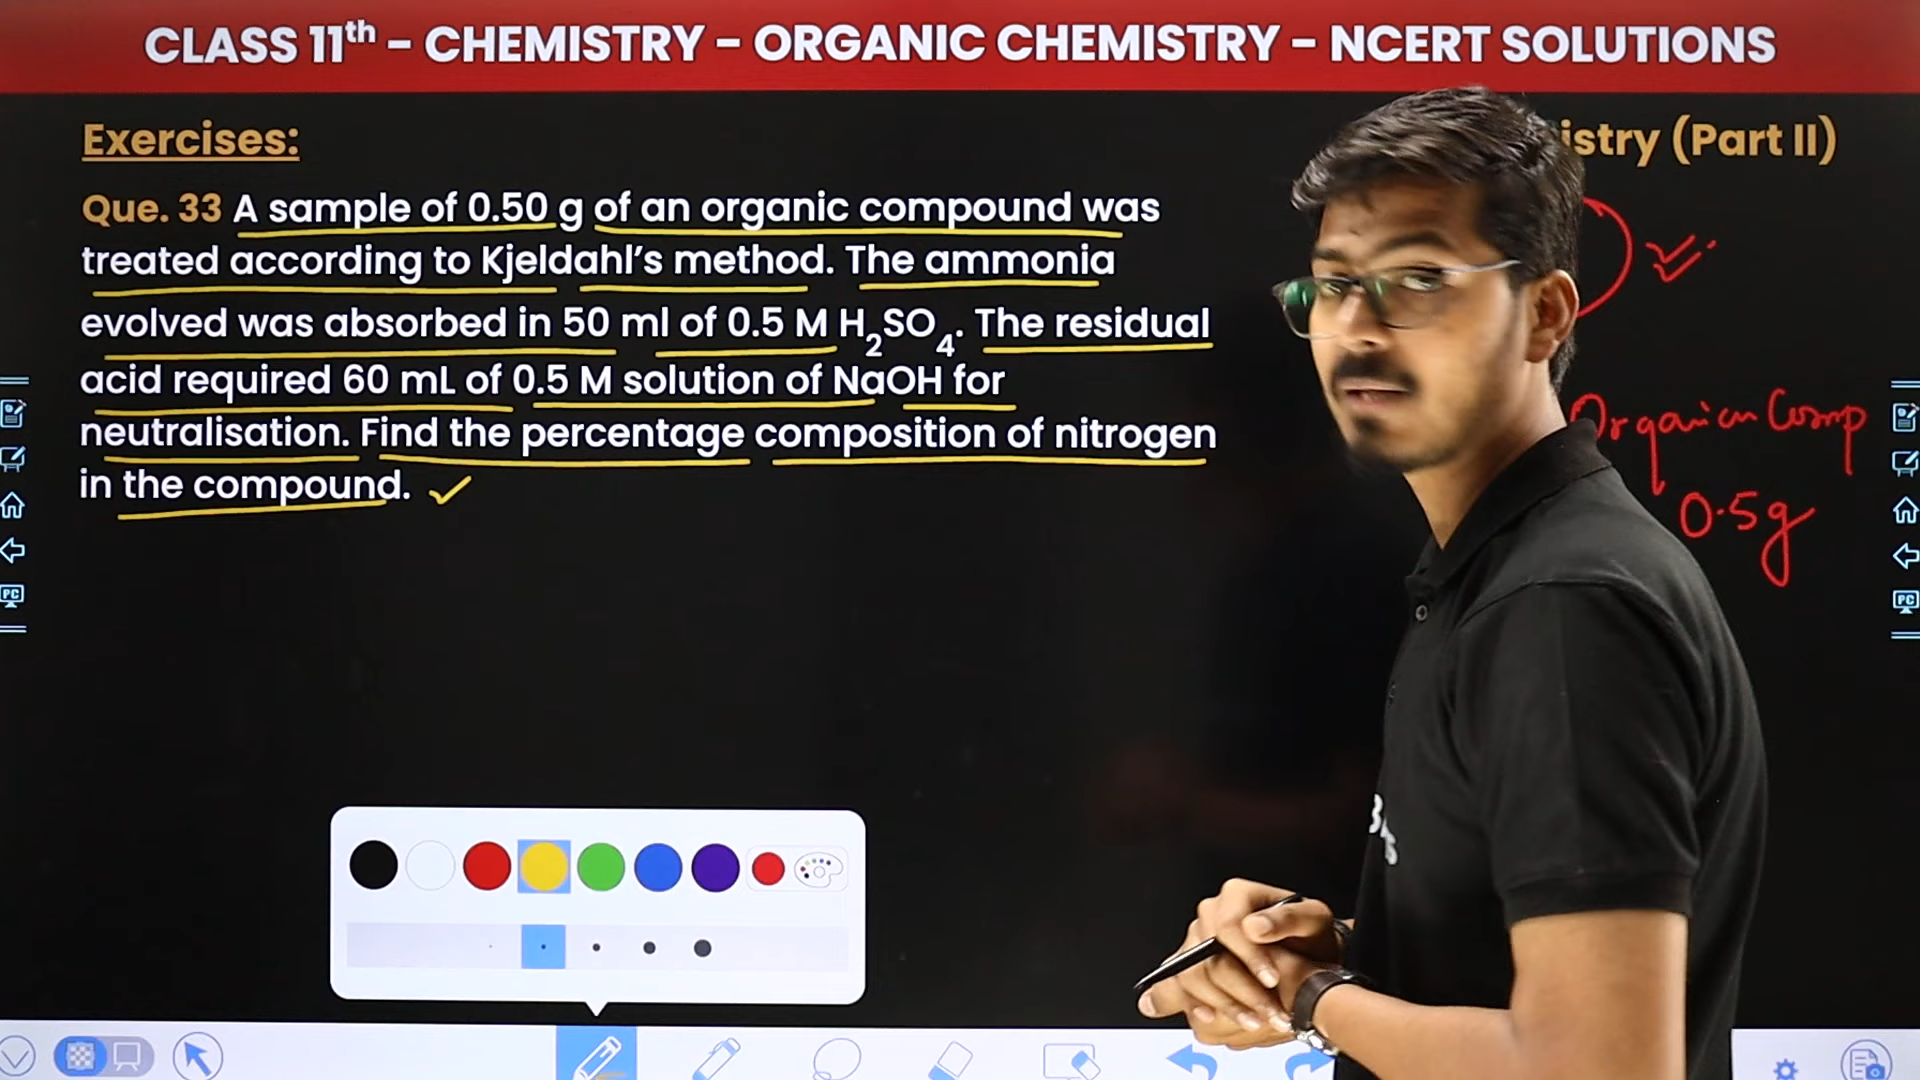 CLASS 11th – CHEMISTRY – ORGANIC CHEMISTRY – NCERT SOLUTIONS
Exercises:
istry (Part II)
Que. 33 A sample of 0.50 g of an organic compound was
treated according to Kjeldahl's method. The ammonia
evolved was absorbed in 50 ml of 0.5 M H₂SO₄. The residual
acid required 60 mL of 0.5 M solution of NaOH for
neutralisation. Find the percentage composition of nitrogen
in the compound.
Comp
0.5g
PC
PC